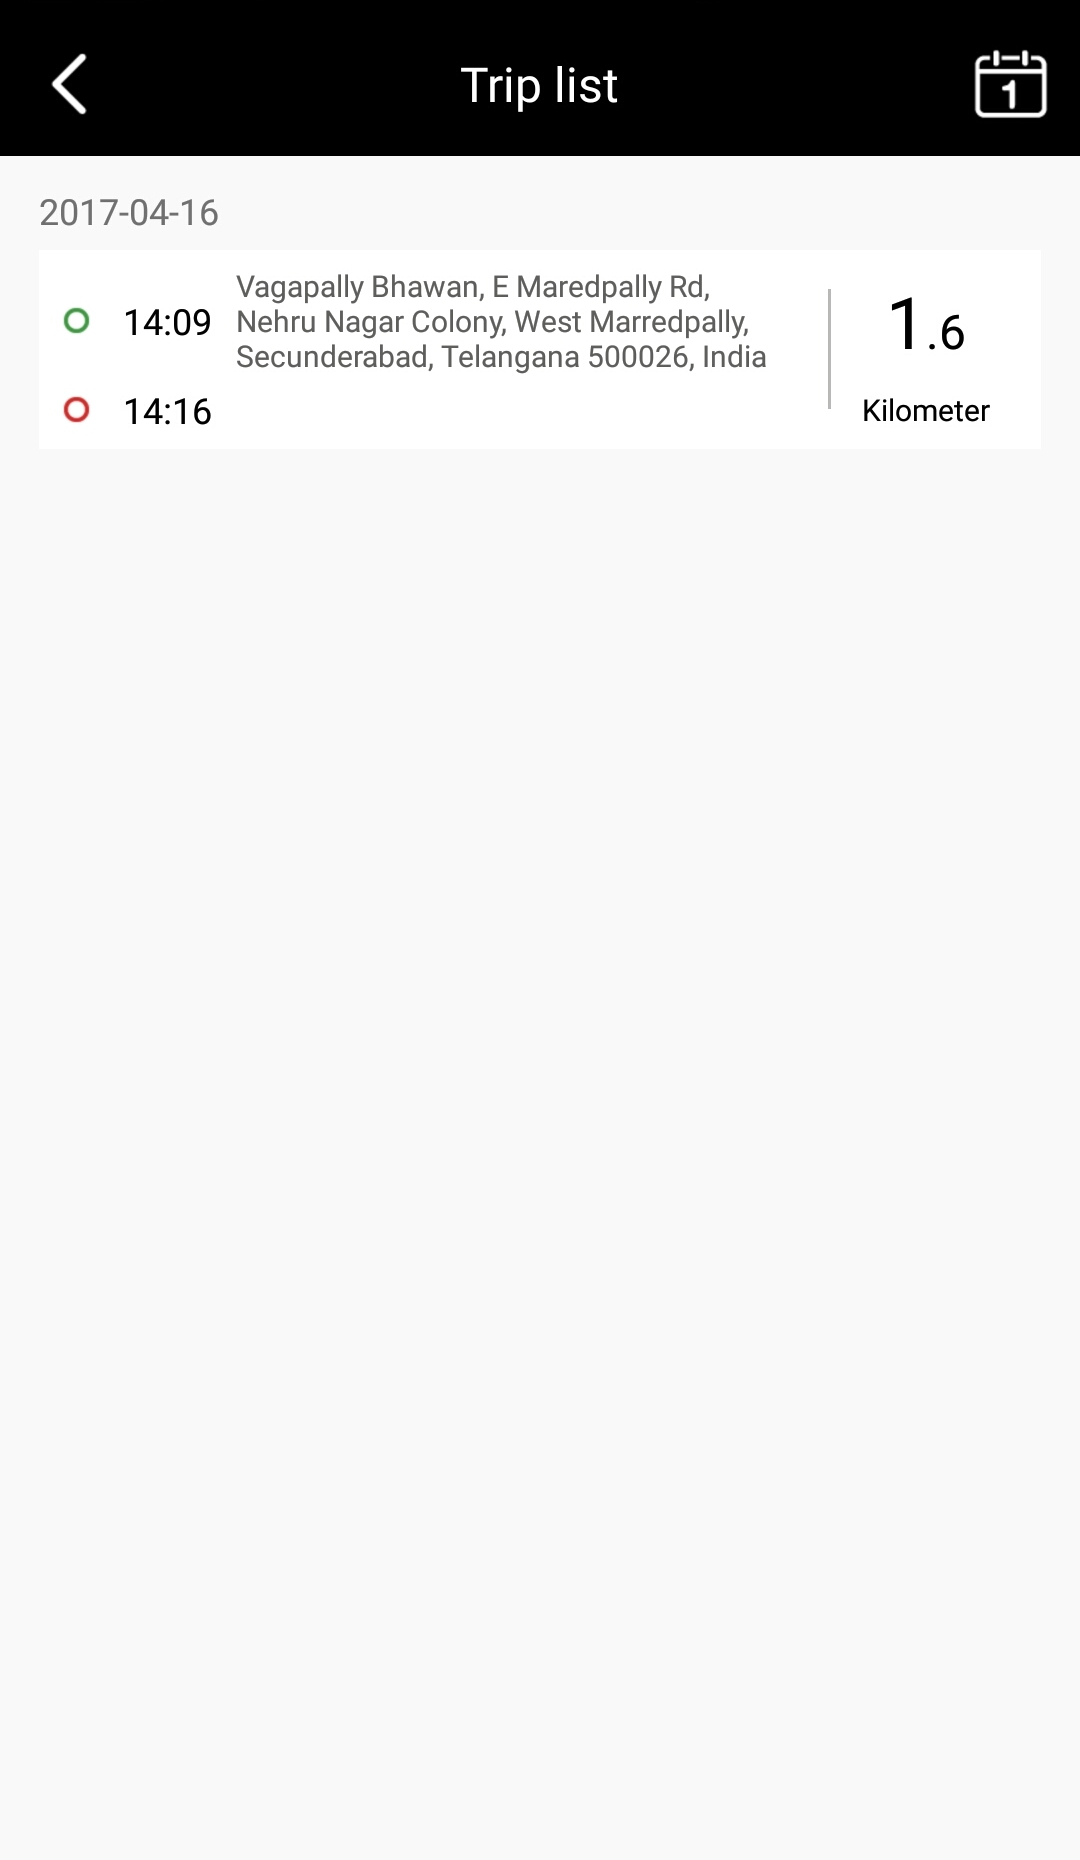 Trip list
1
2017-04-16
14:09
Vagapally Bhawan, E Maredpally Rd,
Nehru Nagar Colony, West Marredpally,
Secunderabad, Telangana 500026, India
14:16
1.6
Kilometer